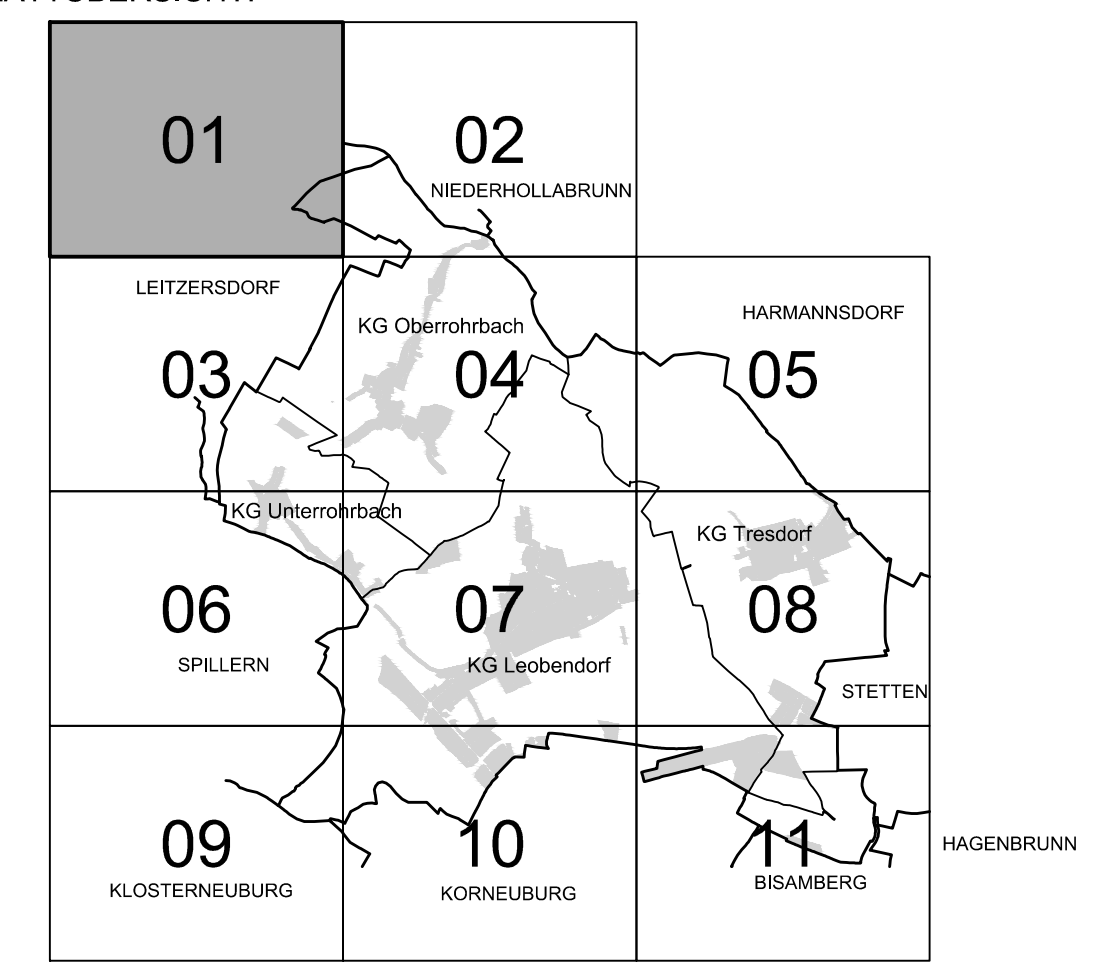 01
02
NIEDERHOLLABRUNN
LEITZERSDORF
HARMANNSDORF
KG Oberrohrbach
03
04
05
KG Unterrohrbach
KG Tresdorf
06
07
08
SPILLERN
KG Leobendorf
STETTEN
09
10
11
HAGENBRUNN
KLOSTERNEUBURG
KORNEUBURG
BISAMBERG